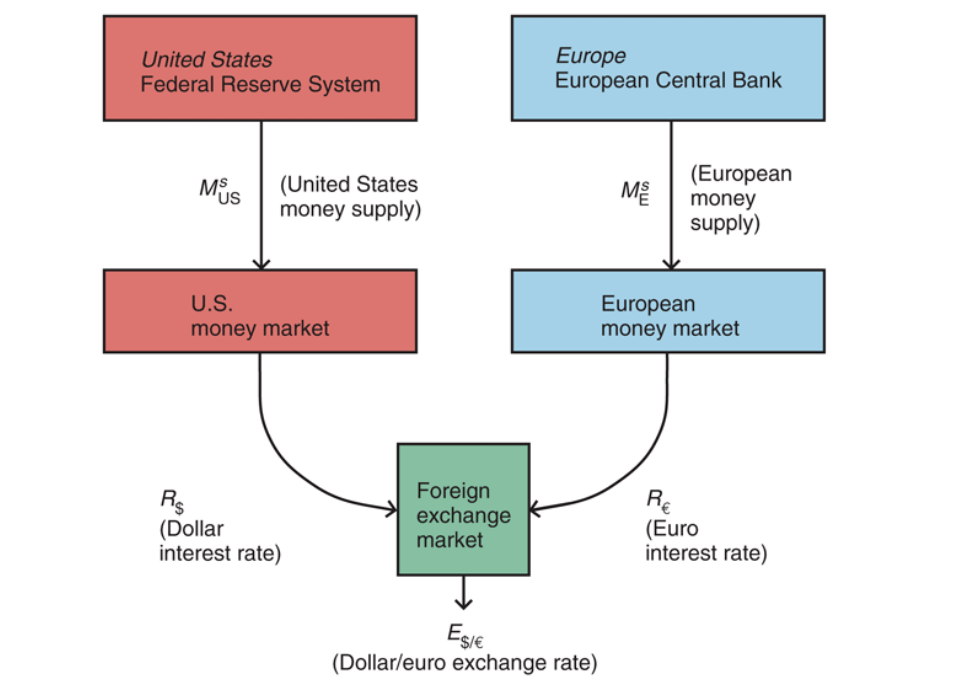 United States
Federal Reserve System
Europe
European Central Bank
M^s_US
(United States
money supply)
M^s_E
(European
money
supply)
U.S.
money market
European
money market
R_$
(Dollar
interest rate)
Foreign
exchange
market
R_€
(Euro
interest rate)
E_$/€
(Dollar/euro exchange rate)